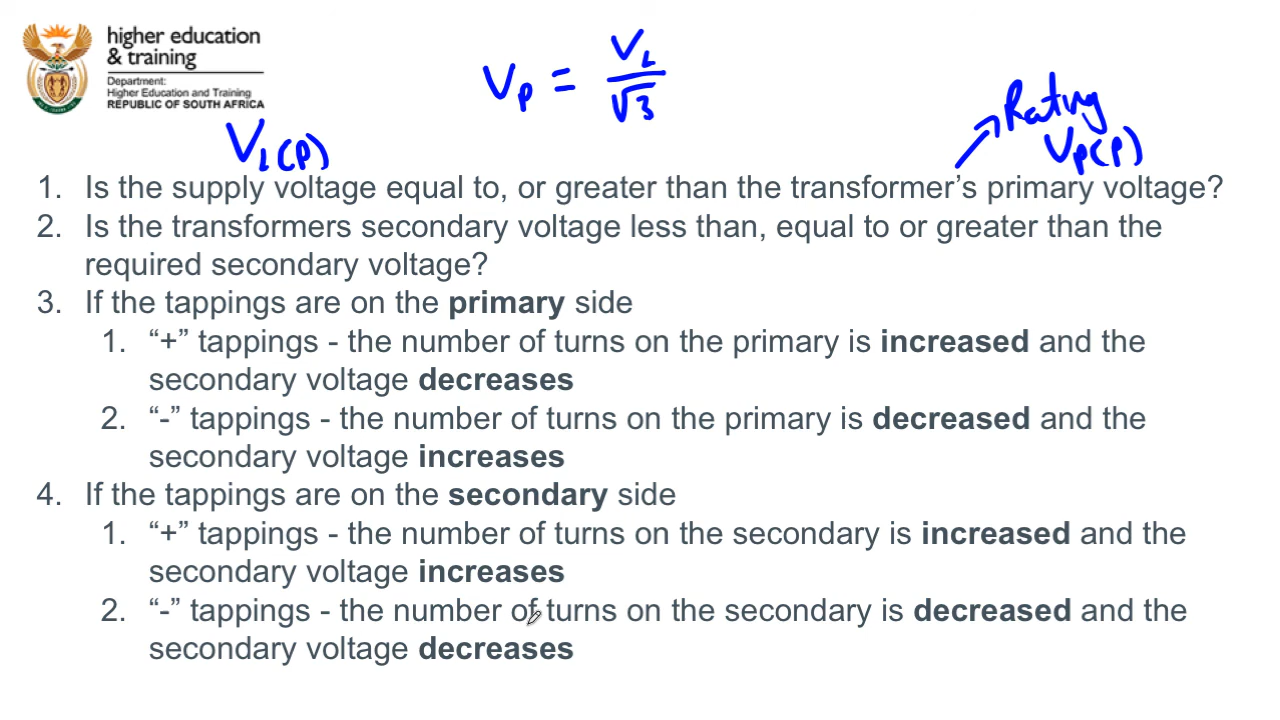 higher education
& training
Department:
Higher Education and Training
REPUBLIC OF SOUTH AFRICA
Vp = VL/√3
Rating
VL(P)
Vp(P)
1. Is the supply voltage equal to, or greater than the transformer’s primary voltage?
2. Is the transformers secondary voltage less than, equal to or greater than the
required secondary voltage?
3. If the tappings are on the primary side
1. “+” tappings - the number of turns on the primary is increased and the
secondary voltage decreases
2. “-” tappings - the number of turns on the primary is decreased and the
secondary voltage increases
4. If the tappings are on the secondary side
1. “+” tappings - the number of turns on the secondary is increased and the
secondary voltage increases
2. “-” tappings - the number of turns on the secondary is decreased and the
secondary voltage decreases